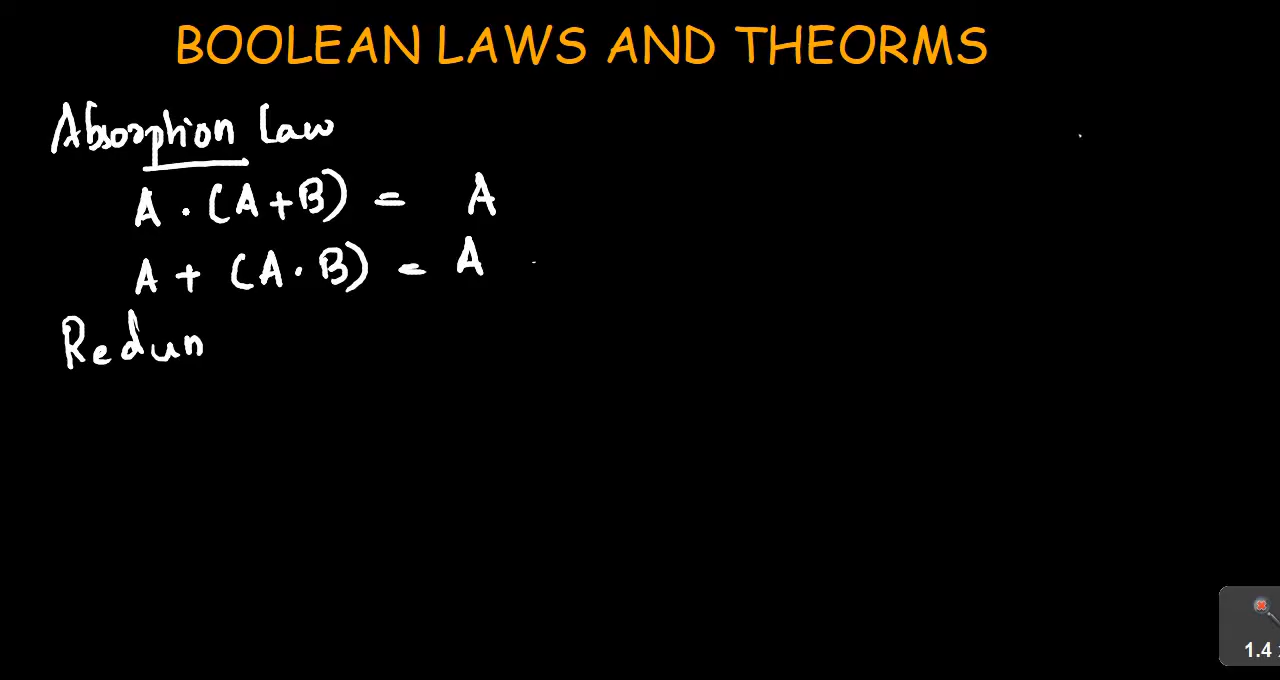 BOOLEAN LAWS AND THEORMS
Absorption Law
A . (A+B) = A
A + (A . B) = A
Redun
1.4